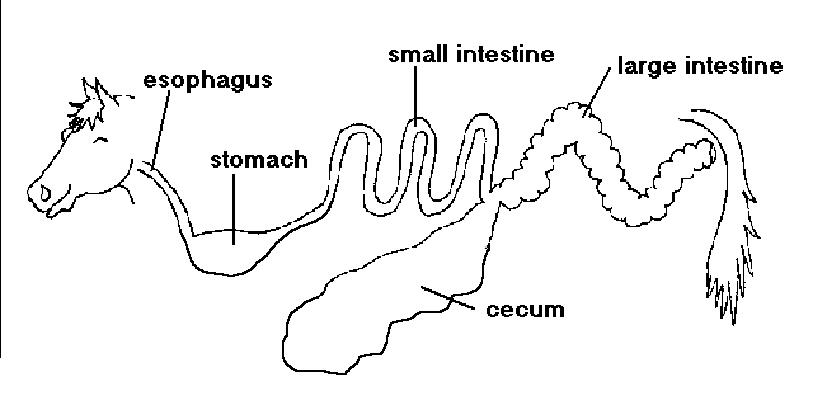 small intestine
large intestine
esophagus
stomach
cecum